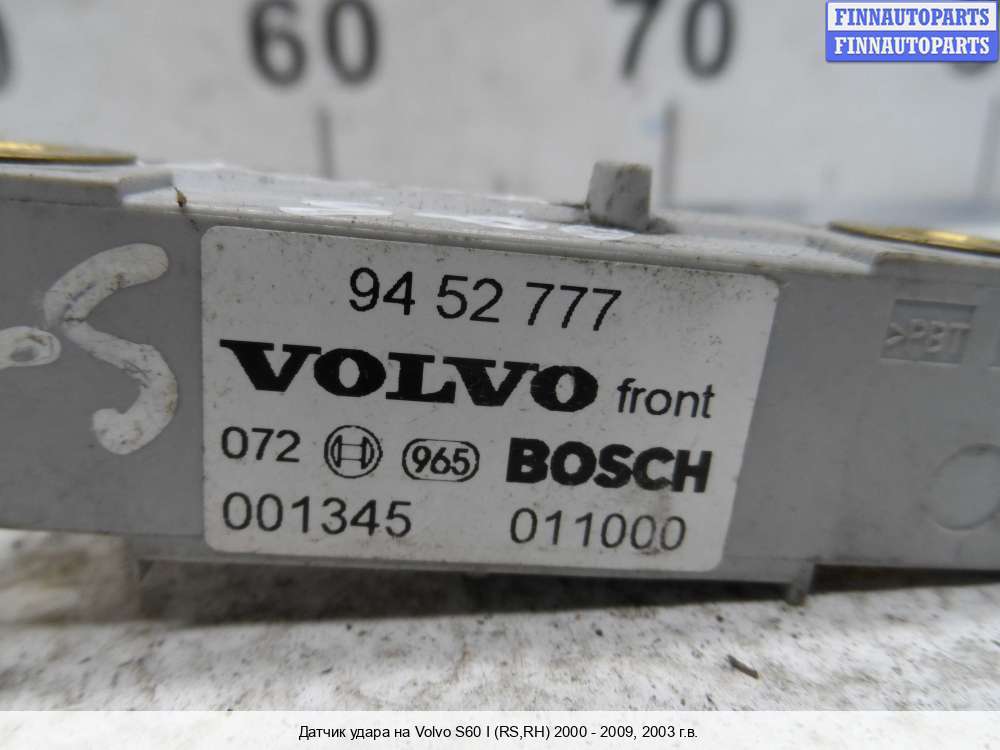 FINNAUTOPARTS
FINNAUTOPARTS
60
70
94 52 777
VOLVO front
072 965 BOSCH
001345 011000
>PBT
S
Датчик удара на Volvo S60 I (RS,RH) 2000 - 2009, 2003 г.в.